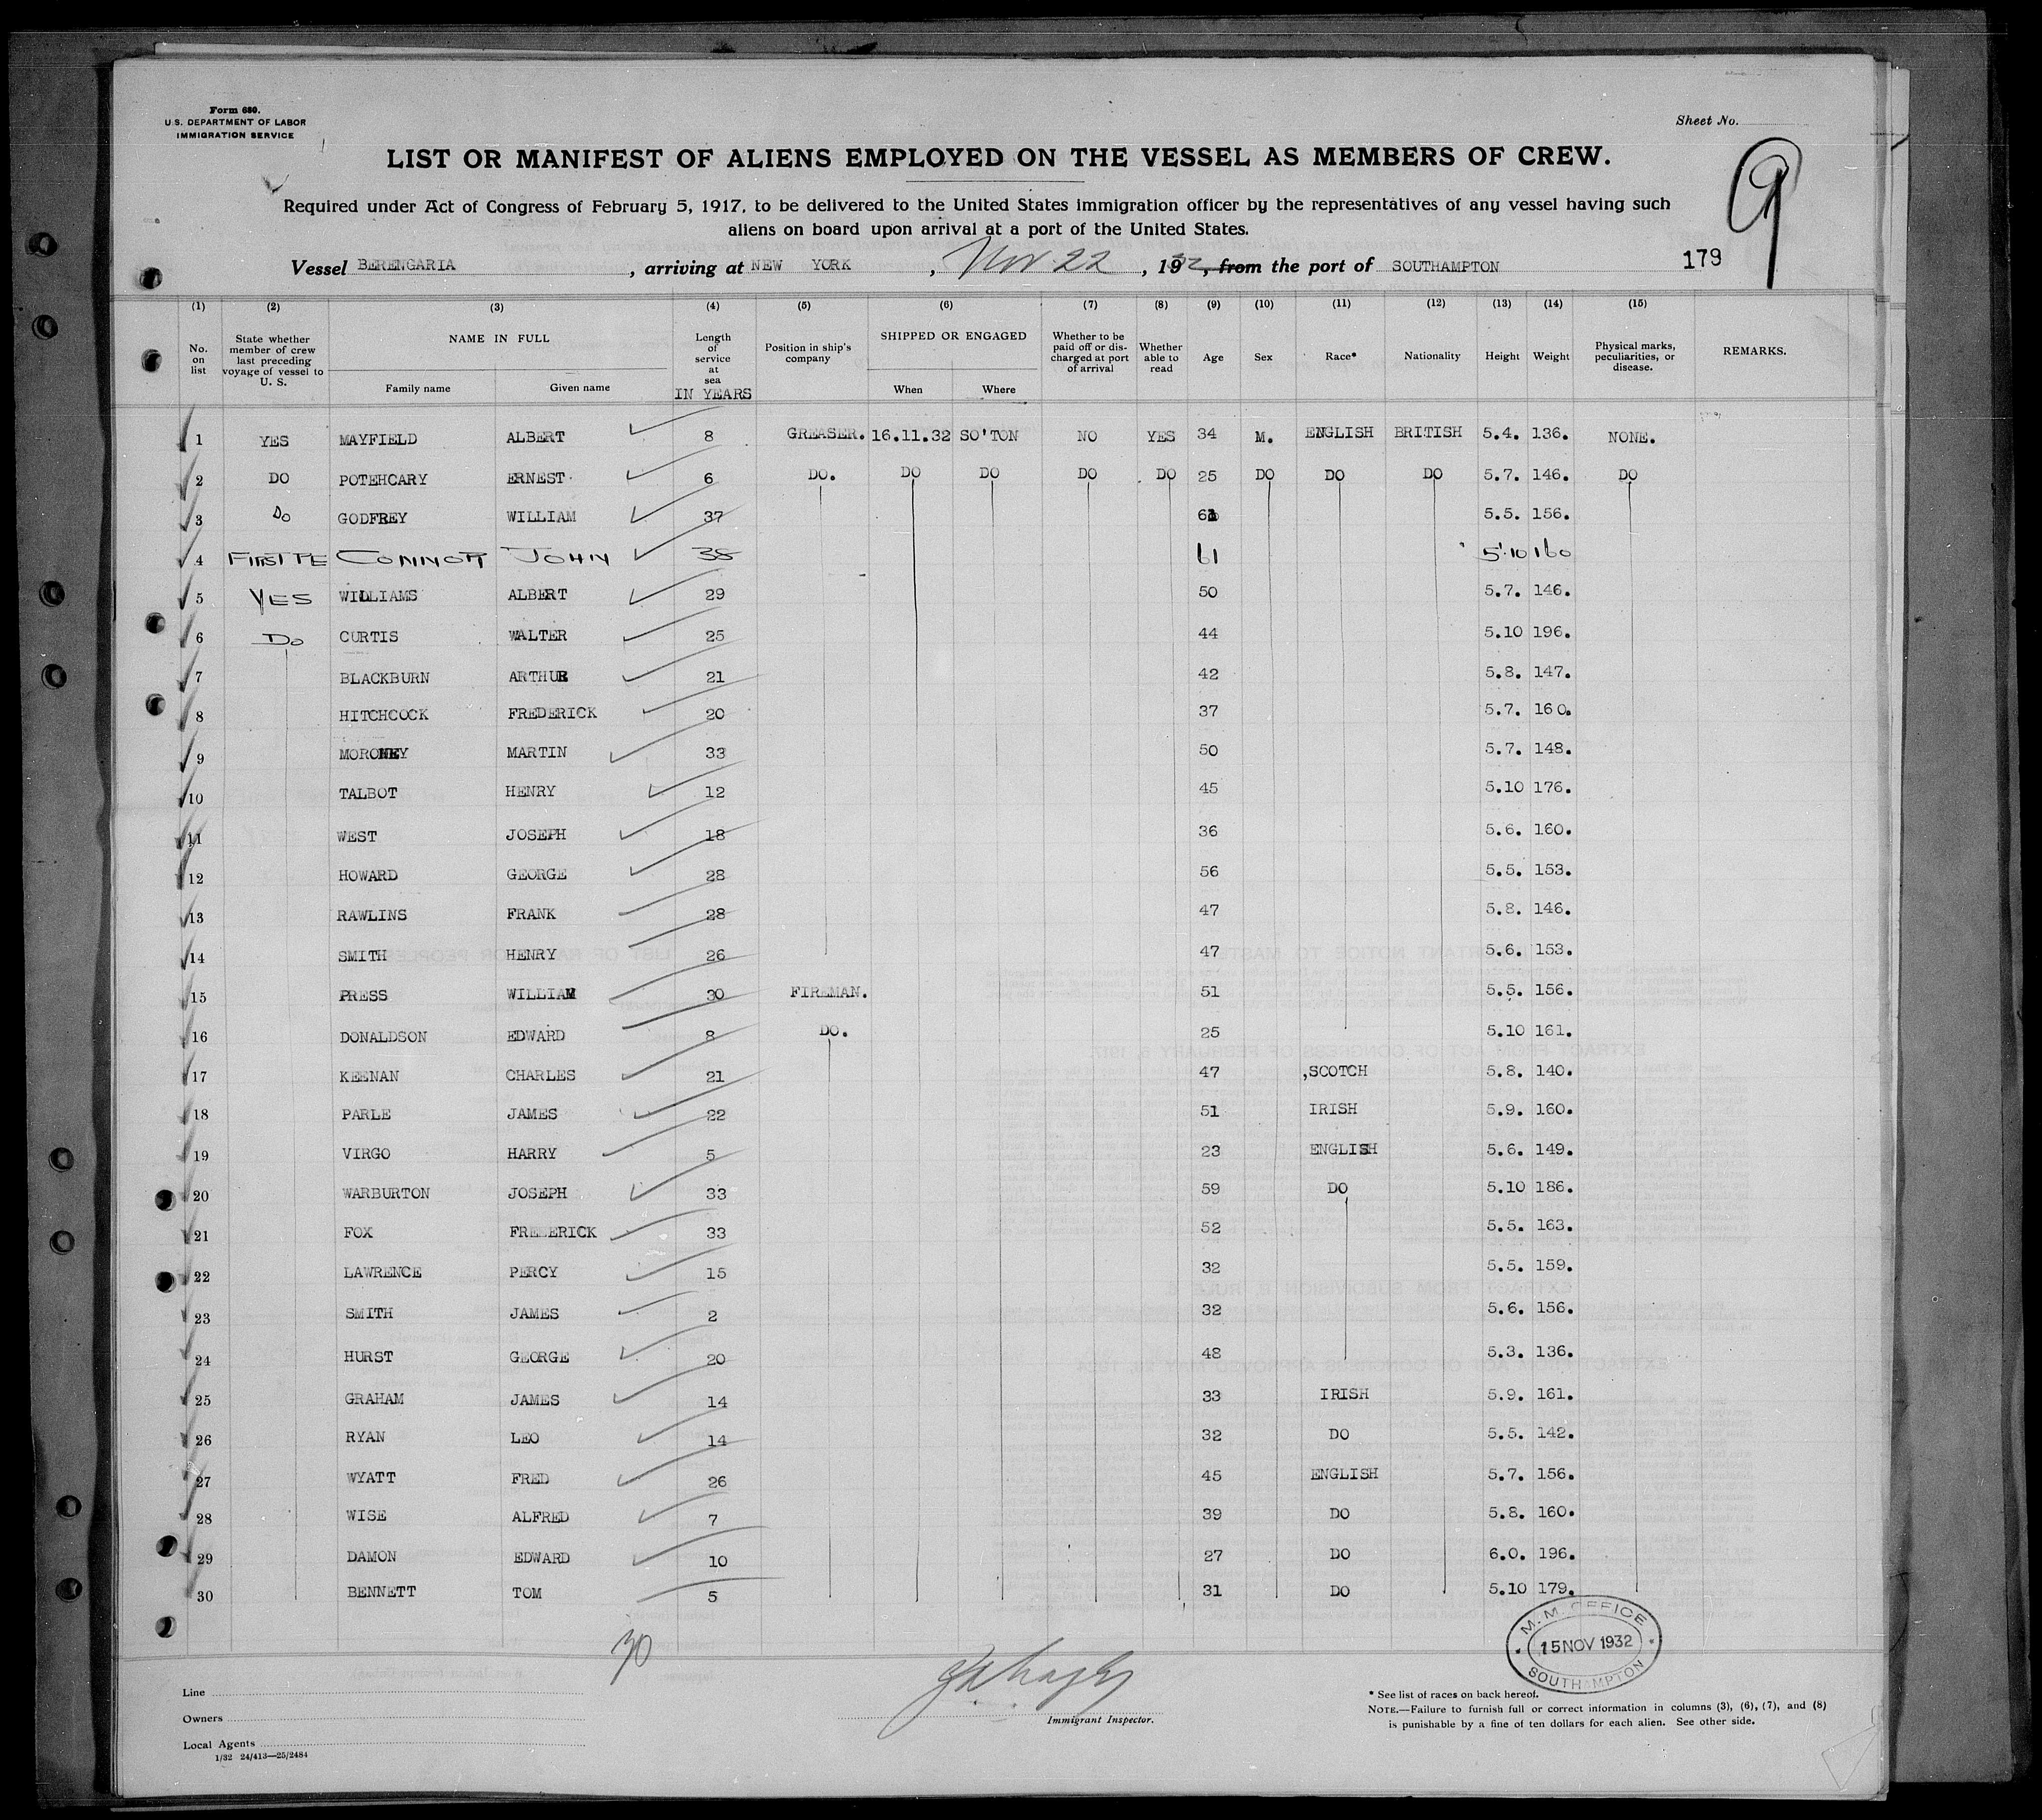 Form 680.
U.S. DEPARTMENT OF LABOR
IMMIGRATION SERVICE
Sheet No.
9
LIST OR MANIFEST OF ALIENS EMPLOYED ON THE VESSEL AS MEMBERS OF CREW.
Required under Act of Congress of February 5, 1917, to be delivered to the United States immigration officer by the representatives of any vessel having such
aliens on board upon arrival at a port of the United States.
Vessel BERENGARIA, arriving at NEW YORK, Nov 22, 1932, from the port of SOUTHAMPTON 179
(1) (2) (3) (4) (5) (6) (7) (8) (9) (10) (11) (12) (13) (14) (15)
No. on list
State whether member of crew last preceding voyage of vessel to U. S.
NAME IN FULL
Family name Given name
Length of service at sea
IN YEARS
Position in ship's company
SHIPPED OR ENGAGED
When Where
Whether to be paid off or discharged at port of arrival
Whether able to read
Age Sex Race* Nationality Height Weight
Physical marks, peculiarities, or disease.
REMARKS.
1 YES MAYFIELD ALBERT 8 GREASER. 16.11.32 SO'TON NO YES 34 M. ENGLISH BRITISH 5.4. 136. NONE.
2 DO POTEHCARY ERNEST 6 DO. DO DO DO DO 25 DO DO DO 5.7. 146. DO
3 DO GODFREY WILLIAM 37 61 5.5. 156.
4 CONNOTT JOHN 38 61 5'.10 160
5 YES WILLIAMS ALBERT 29 50 5.7. 146.
6 DO CURTIS WALTER 25 44 5.10 196.
7 BLACKBURN ARTHUR 21 42 5.8. 147.
8 HITCHCOCK FREDERICK 20 37 5.7. 160.
9 MORONEY MARTIN 33 50 5.7. 148.
10 TALBOT HENRY 12 45 5.10 176.
11 WEST JOSEPH 18 36 5.6. 160.
12 HOWARD GEORGE 28 56 5.5. 153.
13 RAWLINS FRANK 28 47 5.8. 146.
14 SMITH HENRY 26 47 5.6. 153.
15 PRESS WILLIAM 30 FIREMAN. 51 5.5. 156.
16 DONALDSON EDWARD 8 DO. 25 5.10 161.
17 KEENAN CHARLES 21 47 ,SCOTCH 5.8. 140.
18 PARLE JAMES 22 51 IRISH 5.9. 160.
19 VIRGO HARRY 5 23 ENGLISH 5.6. 149.
20 WARBURTON JOSEPH 33 59 DO 5.10 186.
21 FOX FREDERICK 33 52 5.5. 163.
22 LAWRENCE PERCY 15 32 5.5. 159.
23 SMITH JAMES 2 32 5.6. 156.
24 HURST GEORGE 20 48 5.3. 136.
25 GRAHAM JAMES 14 33 IRISH 5.9. 161.
26 RYAN LEO 14 32 DO 5.5. 142.
27 WYATT FRED 26 45 ENGLISH 5.7. 156.
28 WISE ALFRED 7 39 DO 5.8. 160.
29 DAMON EDWARD 10 27 DO 6.0. 196.
30 BENNETT TOM 5 31 DO 5.10 179.
30
M.M. OFFICE
15 NOV 1932
SOUTHAMPTON
Line
Owners
Local Agents
1/32 24/413—25/2484
Immigrant Inspector.
* See list of races on back hereof.
NOTE.—Failure to furnish full or correct information in columns (3), (6), (7), and (8)
is punishable by a fine of ten dollars for each alien. See other side.